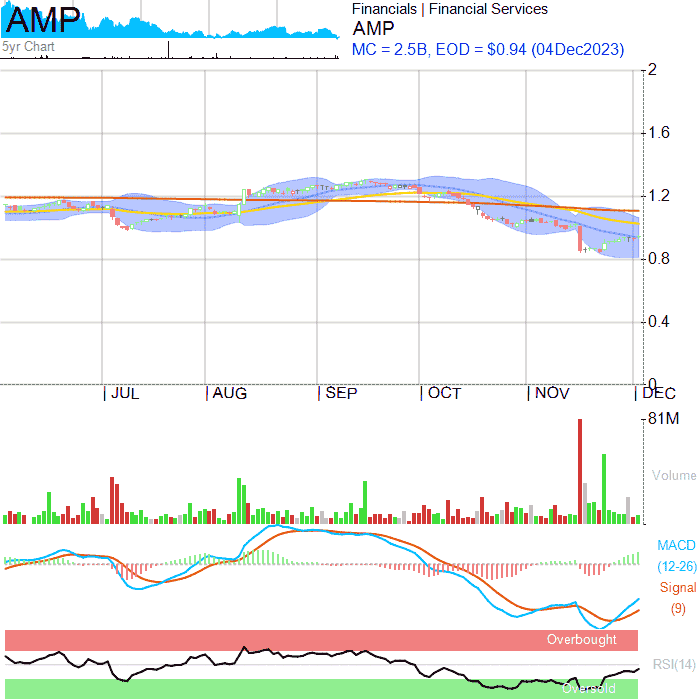 AMP
5yr Chart
Financials | Financial Services
AMP
MC = 2.5B, EOD = $0.94 (04Dec2023)
2
1.6
1.2
0.8
0.4
0
JUL AUG SEP OCT NOV DEC
81M
Volume
MACD
(12-26)
Signal
(9)
Overbought
RSI(14)
Oversold